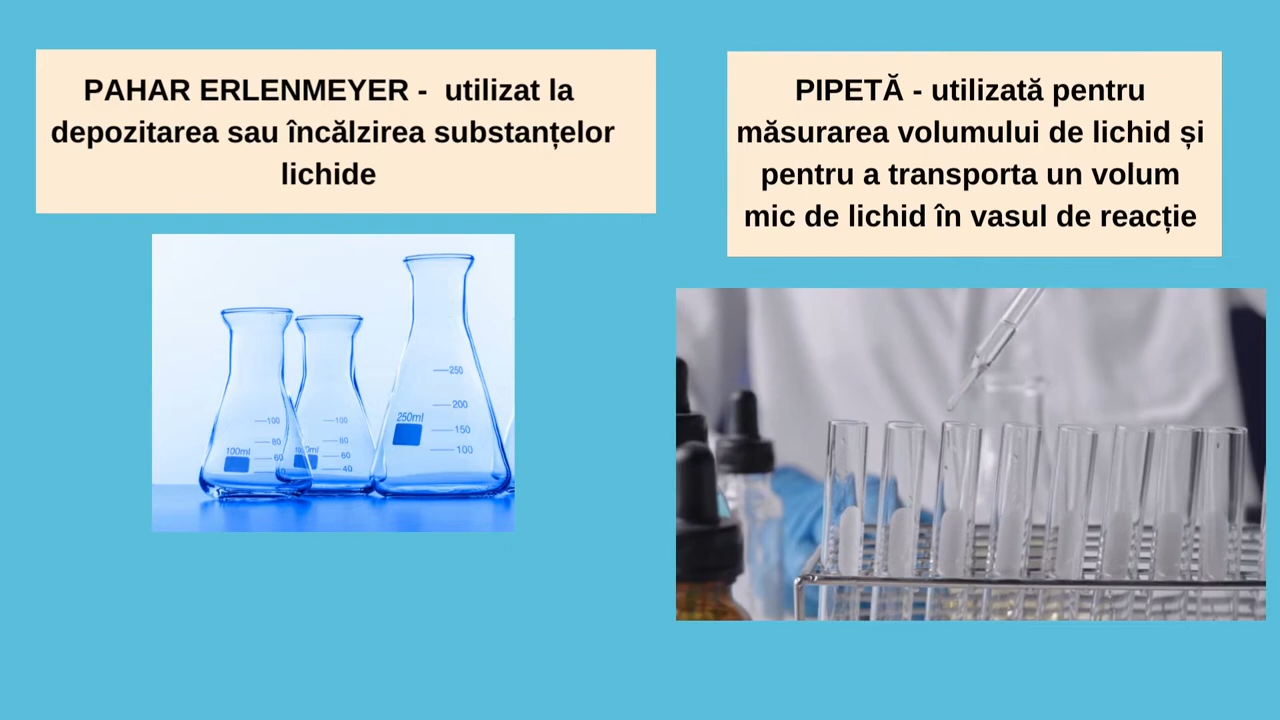 PAHAR ERLENMEYER - utilizat la
depozitarea sau încălzirea substanțelor
lichide
PIPETĂ - utilizată pentru
măsurarea volumului de lichid și
pentru a transporta un volum
mic de lichid în vasul de reacție
100
80
60
100ml
100
80
60
40
250
200
150
100
250ml